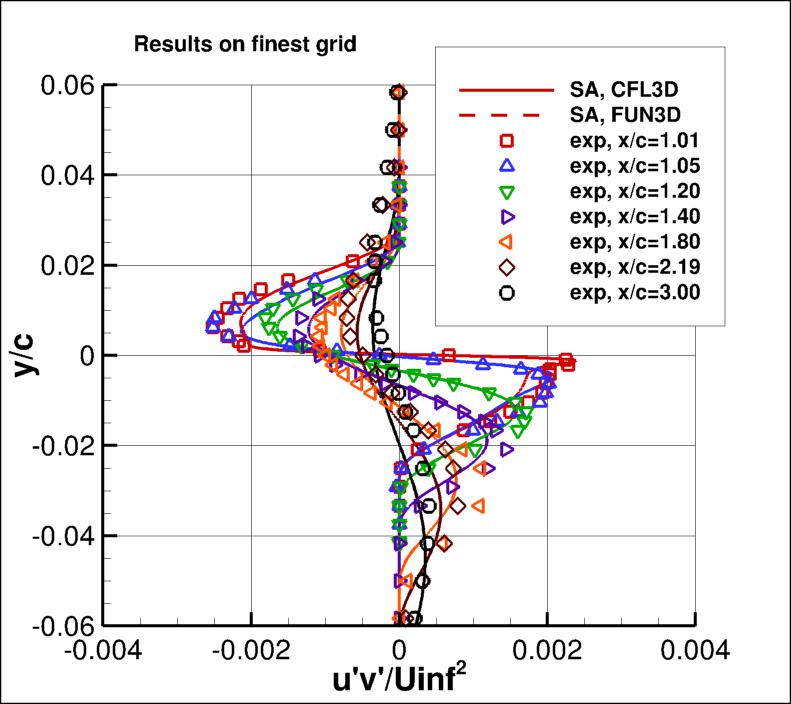 Results on finest grid
SA, CFL3D
SA, FUN3D
exp, x/c=1.01
exp, x/c=1.05
exp, x/c=1.20
exp, x/c=1.40
exp, x/c=1.80
exp, x/c=2.19
exp, x/c=3.00
y/c
0.06
0.04
0.02
0
-0.02
-0.04
-0.06
-0.004 -0.002 0 0.002 0.004
u'v'/Uinf²